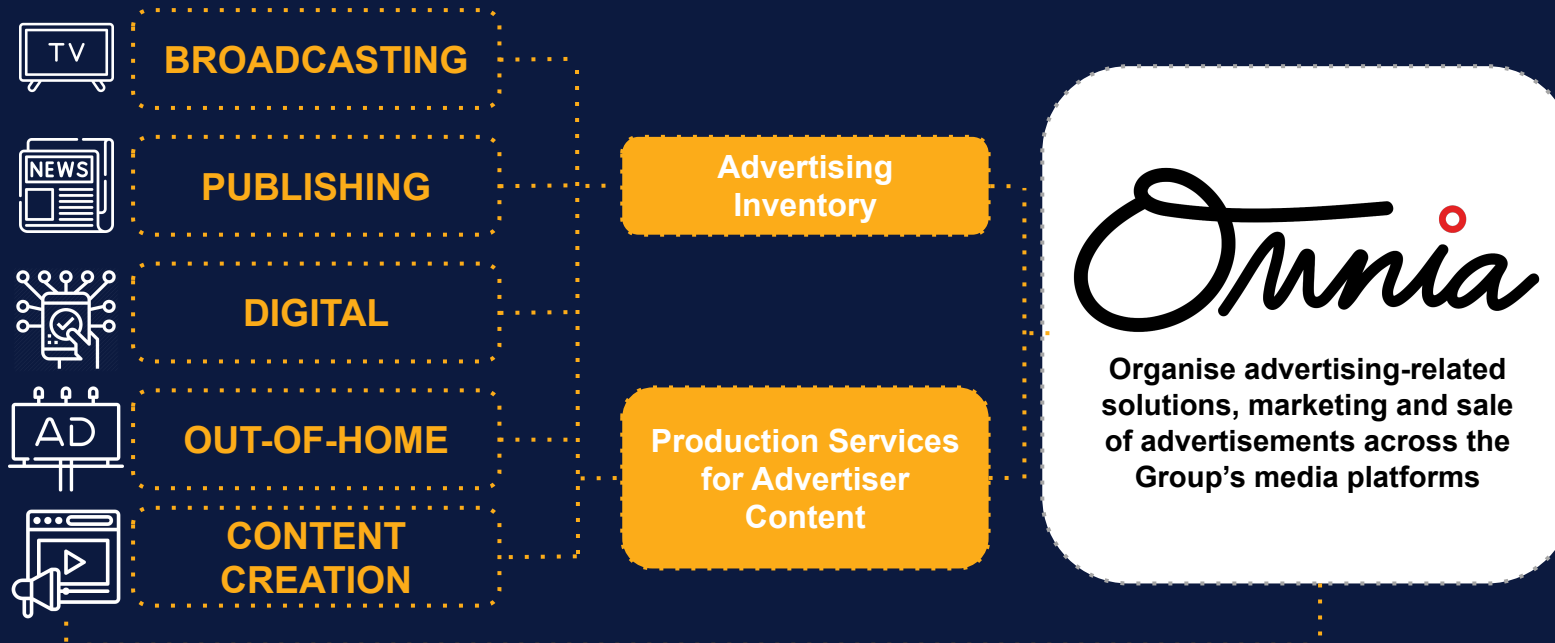 TV
BROADCASTING
NEWS
PUBLISHING
DIGITAL
AD
OUT-OF-HOME
CONTENT
CREATION
Advertising
Inventory
Production Services
for Advertiser
Content
Omnia
Organise advertising-related
solutions, marketing and sale
of advertisements across the
Group's media platforms